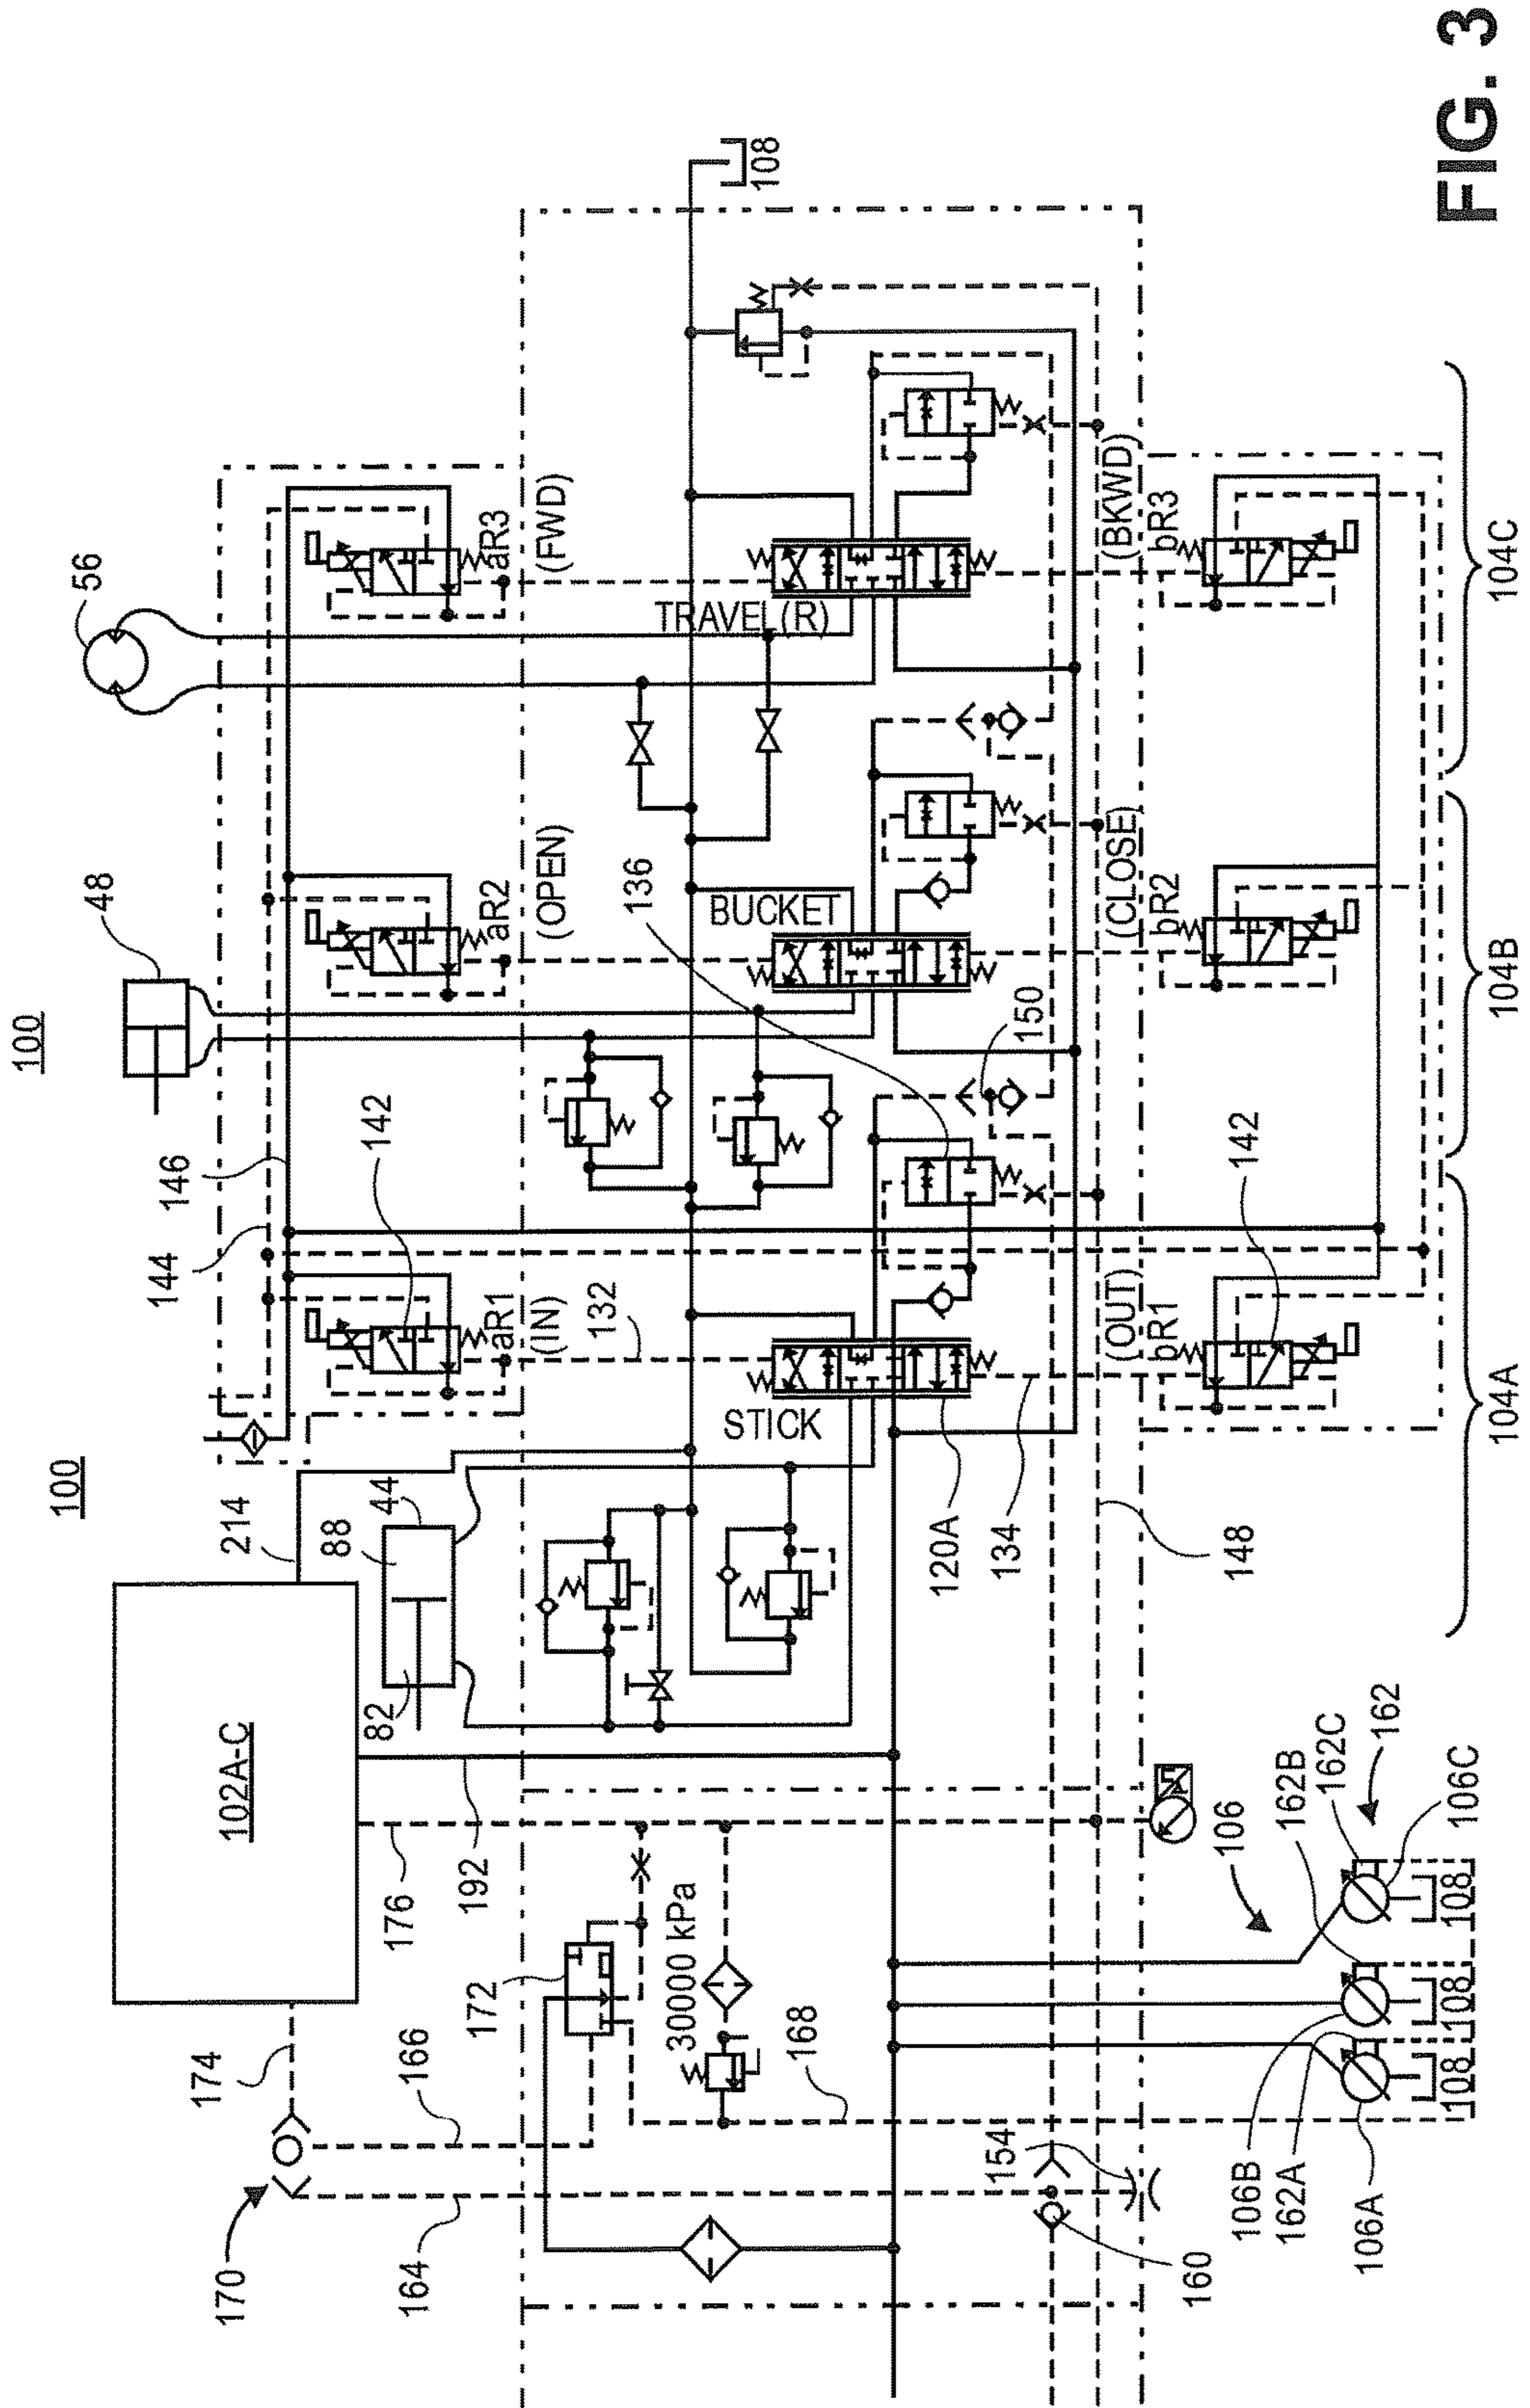 100
100
56
48
146
144
142
aR1
(IN)
132
aR2
(OPEN)
aR3
(FWD)
TRAVEL(R)
108
136
BUCKET
STICK
150
(OUT)
bR1
142
(CLOSE)
bR2
(BKWD)
bR3
120A
134
148
104A
104B
104C
214
88
44
82
102A-C
176
192
172
30000 kPa
174
166
168
170
164
154
160
106
162B
162C
162
106C
108
108
108
106B
162A
106A
FIG. 3